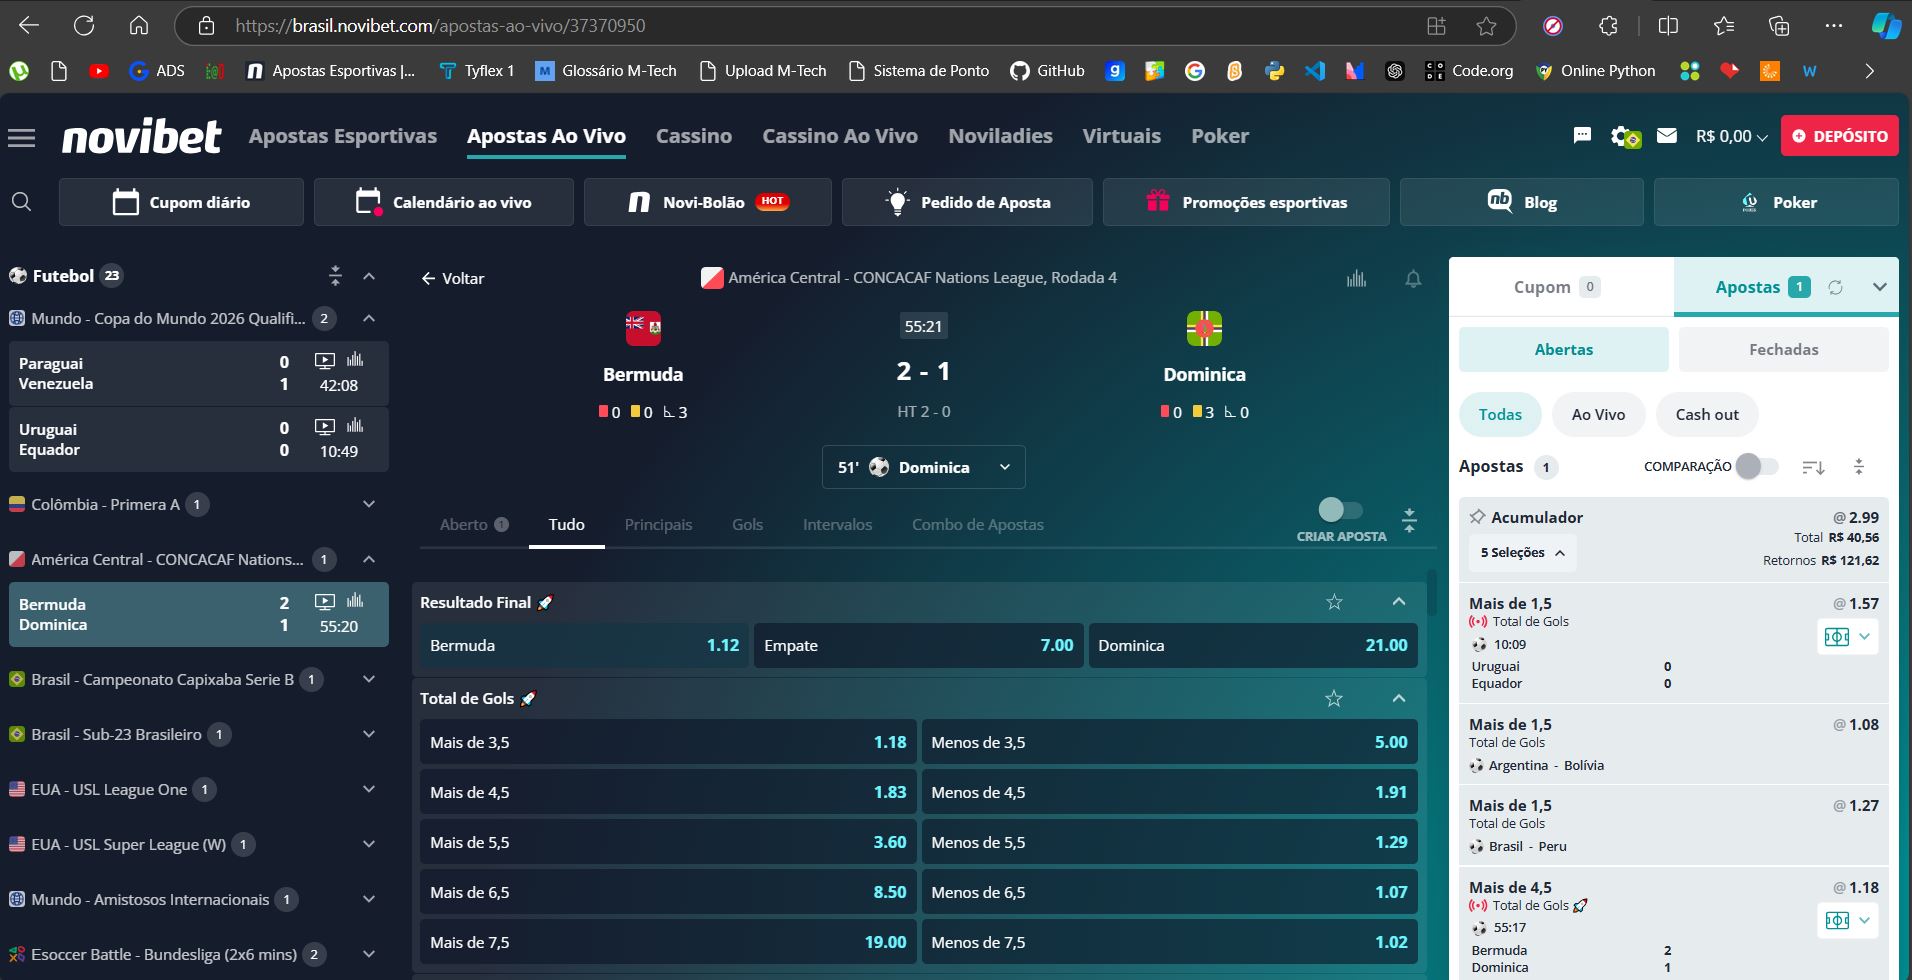 https://brasil.novibet.com/apostas-ao-vivo/37370950
ADS
Apostas Esportivas |...
Tyflex 1
Glossário M-Tech
Upload M-Tech
Sistema de Ponto
GitHub
Code.org
Online Python
novibet
Apostas Esportivas
Apostas Ao Vivo
Cassino
Cassino Ao Vivo
Noviladies
Virtuais
Poker
R$ 0,00
DEPÓSITO
Cupom diário
Calendário ao vivo
Novi-Bolão HOT
Pedido de Aposta
Promoções esportivas
Blog
Poker
Futebol 23
Mundo - Copa do Mundo 2026 Qualifi... 2
Paraguai 0
Venezuela 1 42:08
Uruguai 0
Equador 0 10:49
Colômbia - Primera A 1
América Central - CONCACAF Nations... 1
Bermuda 2
Dominica 1 55:20
Brasil - Campeonato Capixaba Serie B 1
Brasil - Sub-23 Brasileiro 1
EUA - USL League One 1
EUA - USL Super League (W) 1
Mundo - Amistosos Internacionais 1
Esoccer Battle - Bundesliga (2x6 mins) 2
Voltar
América Central - CONCACAF Nations League, Rodada 4
55:21
Bermuda 2 - 1 Dominica
0 0 3 HT 2 - 0 0 3 0
51' Dominica
Aberto 1
Tudo
Principais
Gols
Intervalos
Combo de Apostas
CRIAR APOSTA
Resultado Final
Bermuda 1.12 Empate 7.00 Dominica 21.00
Total de Gols
Mais de 3,5 1.18 Menos de 3,5 5.00
Mais de 4,5 1.83 Menos de 4,5 1.91
Mais de 5,5 3.60 Menos de 5,5 1.29
Mais de 6,5 8.50 Menos de 6,5 1.07
Mais de 7,5 19.00 Menos de 7,5 1.02
Cupom 0
Apostas 1
Abertas
Fechadas
Todas
Ao Vivo
Cash out
Apostas 1
COMPARAÇÃO
Acumulador @ 2.99
Total R$ 40,56
5 Seleções
Retornos R$ 121,62
Mais de 1,5 @ 1.57
Total de Gols
10:09
Uruguai 0
Equador 0
Mais de 1,5 @ 1.08
Total de Gols
Argentina - Bolívia
Mais de 1,5 @ 1.27
Total de Gols
Brasil - Peru
Mais de 4,5 @ 1.18
Total de Gols
55:17
Bermuda 2
Dominica 1